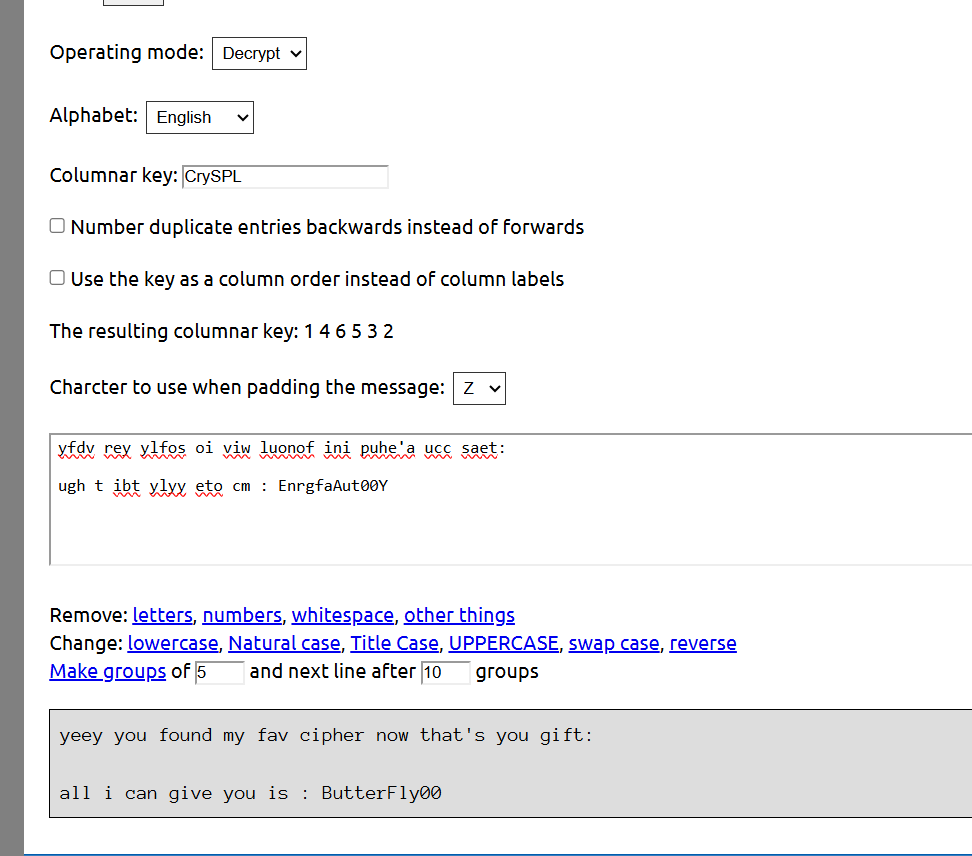 Operating mode: Decrypt
Alphabet: English
Columnar key: CrySPL
Number duplicate entries backwards instead of forwards
Use the key as a column order instead of column labels
The resulting columnar key: 1 4 6 5 3 2
Charcter to use when padding the message: Z
yfdv rey ylfos oi viw luonof ini puhe'a ucc saet:
ugh t ibt ylyy eto cm : EnrgfaAut00Y
Remove: letters, numbers, whitespace, other things
Change: lowercase, Natural case, Title Case, UPPERCASE, swap case, reverse
Make groups of 5 and next line after 10 groups
yeey you found my fav cipher now that's you gift:
all i can give you is : ButterFly00